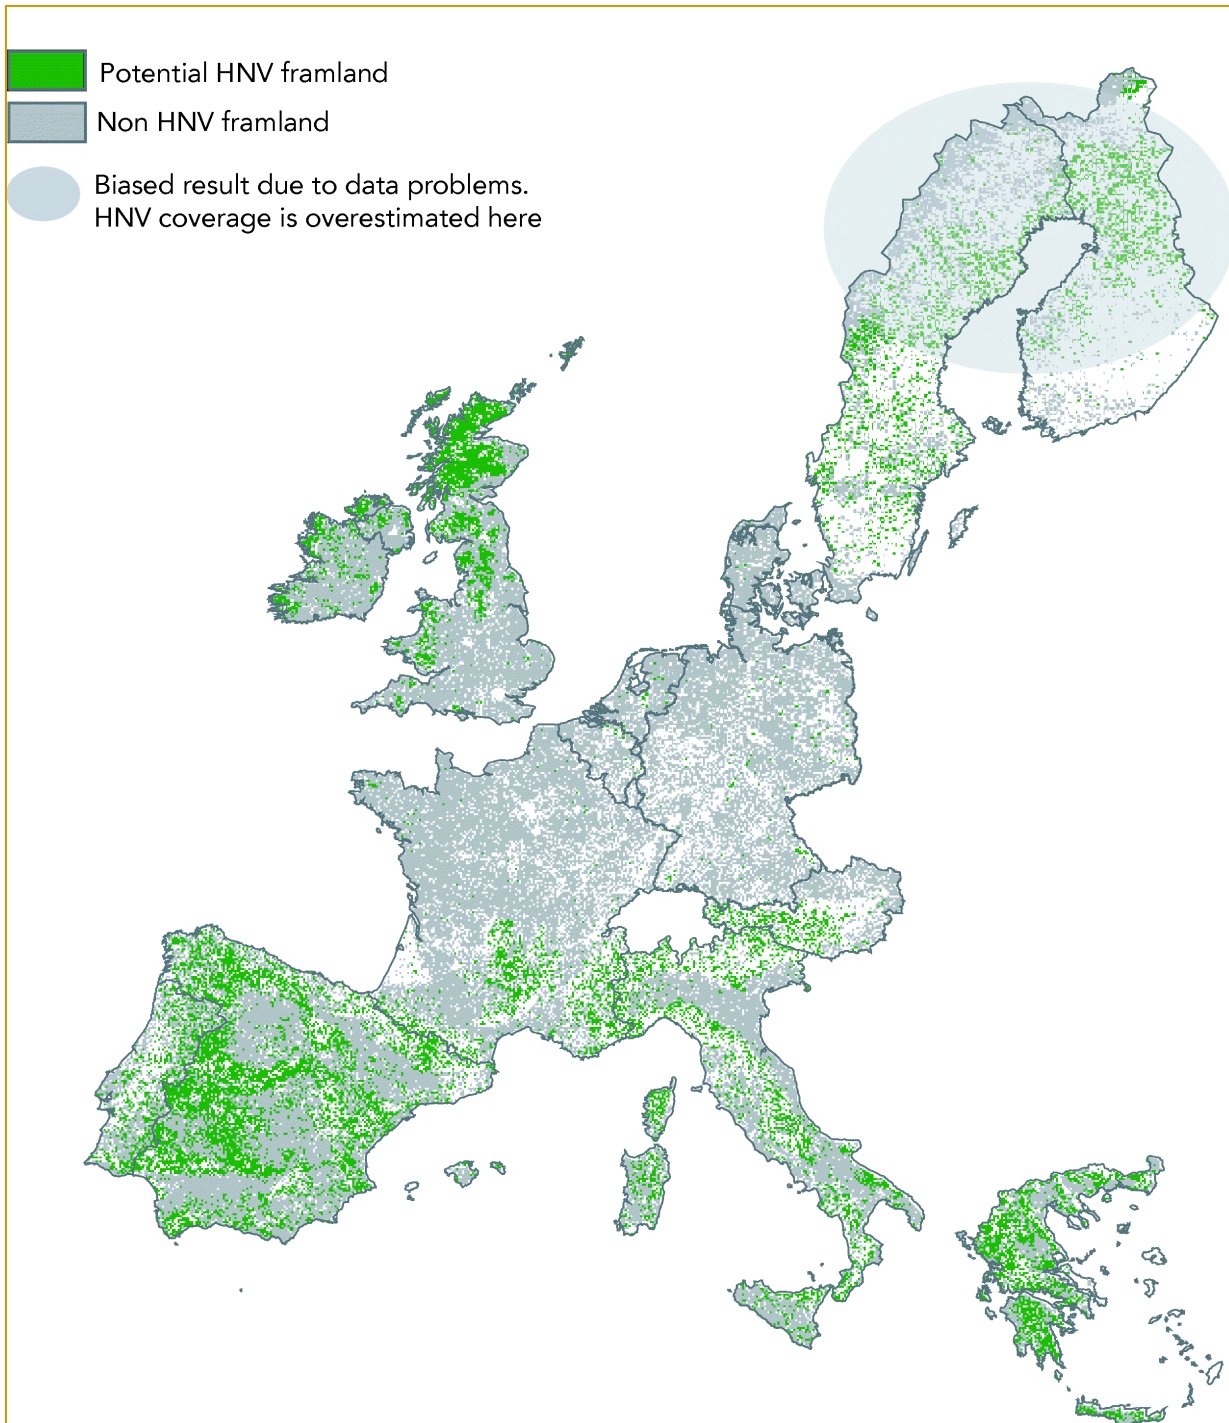 Potential HNV framland
Non HNV framland
Biased result due to data problems.
HNV coverage is overestimated here